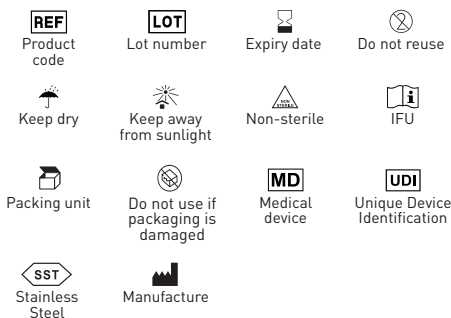 REF
LOT
2
Product
code
Lot number
Expiry date
Do not reuse
NON
STERILE
i
Keep dry
Keep away
from sunlight
Non-sterile
IFU
MD
UDI
Packing unit
Do not use if
packaging is
damaged
Medical
device
Unique Device
Identification
SST
Stainless
Steel
Manufacture